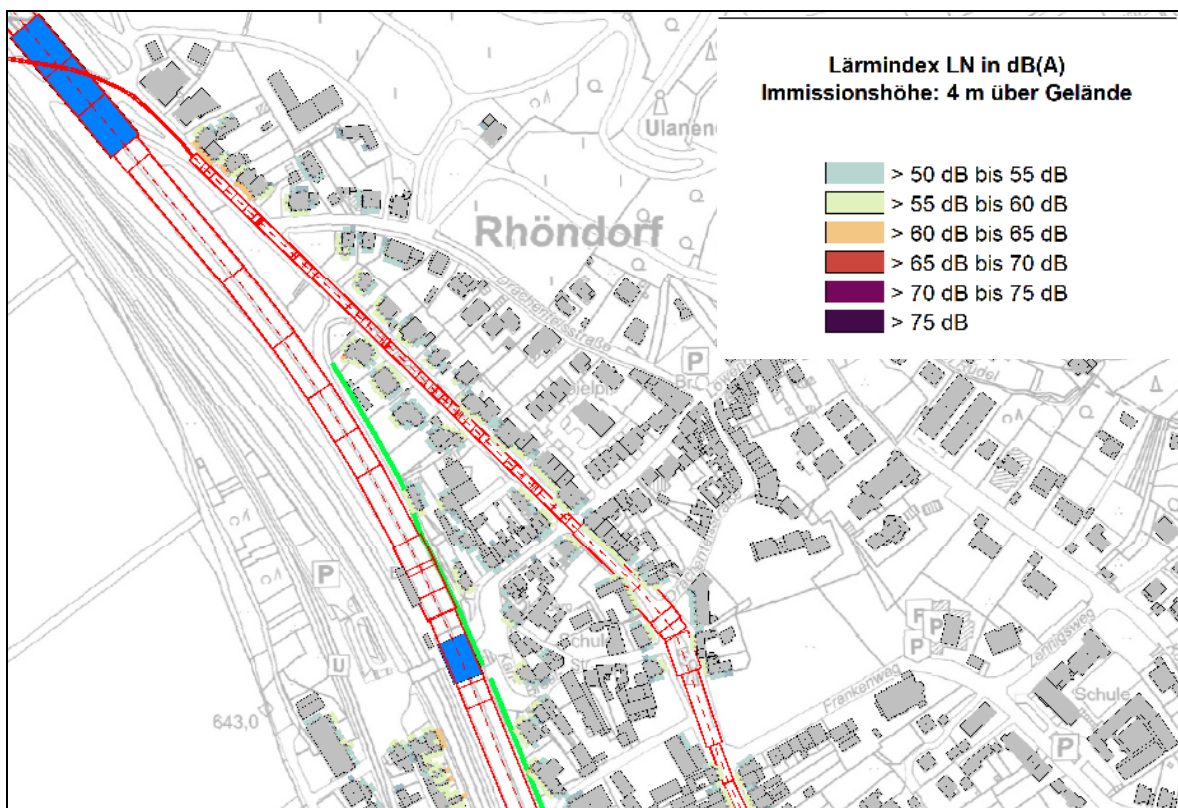 Lärmindex LN in dB(A)
Immissionshöhe: 4 m über Gelände
> 50 dB bis 55 dB
> 55 dB bis 60 dB
> 60 dB bis 65 dB
> 65 dB bis 70 dB
> 70 dB bis 75 dB
> 75 dB
Rhöndorf
P
P
U
643,0
Schule
F
P
P
Frankenweg
Schule
P